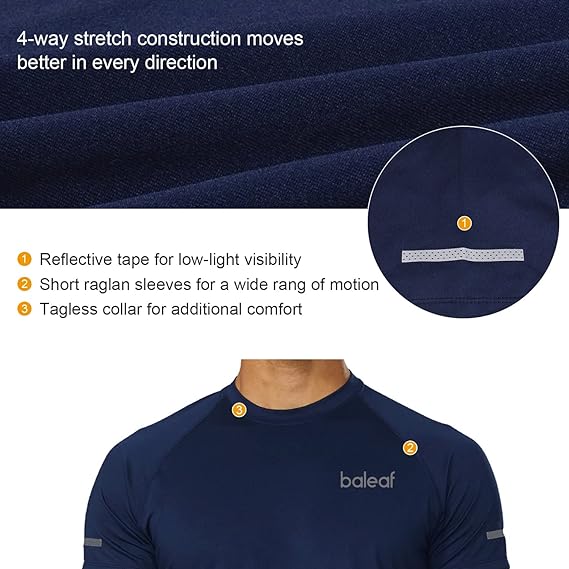 4-way stretch construction moves
better in every direction
1
1 Reflective tape for low-light visibility
2 Short raglan sleeves for a wide rang of motion
3 Tagless collar for additional comfort
3
2
baleaf